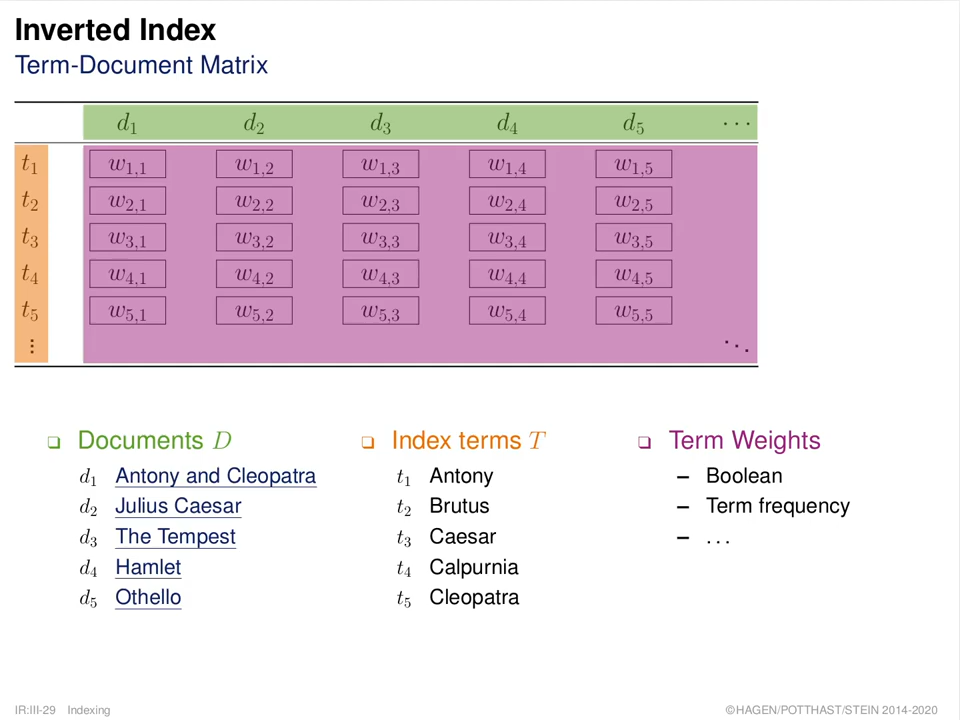 Inverted Index
Term-Document Matrix
d1 d2 d3 d4 d5 ···
t1 w1,1 w1,2 w1,3 w1,4 w1,5
t2 w2,1 w2,2 w2,3 w2,4 w2,5
t3 w3,1 w3,2 w3,3 w3,4 w3,5
t4 w4,1 w4,2 w4,3 w4,4 w4,5
t5 w5,1 w5,2 w5,3 w5,4 w5,5
⋮ ⋱
❑ Documents D
d1 Antony and Cleopatra
d2 Julius Caesar
d3 The Tempest
d4 Hamlet
d5 Othello
❑ Index terms T
t1 Antony
t2 Brutus
t3 Caesar
t4 Calpurnia
t5 Cleopatra
❑ Term Weights
– Boolean
– Term frequency
– ...
IR:III-29 Indexing
©HAGEN/POTTHAST/STEIN 2014-2020